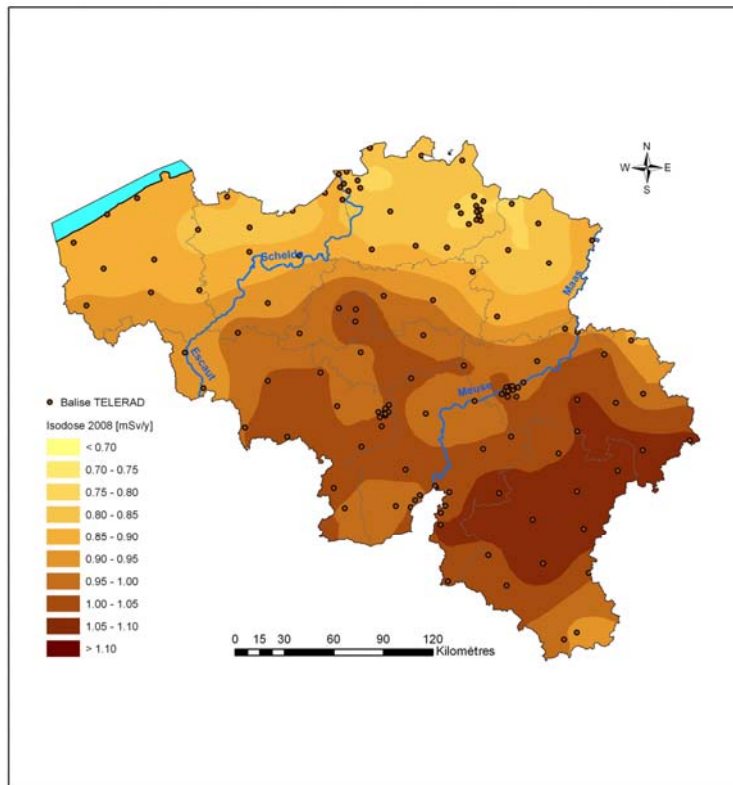 N
W E
S
Schelde
Maas
Escaut
Meuse
Balise TELERAD
Isodose 2008 [mSv/y]
< 0.70
0.70 - 0.75
0.75 - 0.80
0.80 - 0.85
0.85 - 0.90
0.90 - 0.95
0.95 - 1.00
1.00 - 1.05
1.05 - 1.10
> 1.10
0 15 30 60 90 120
Kilomètres